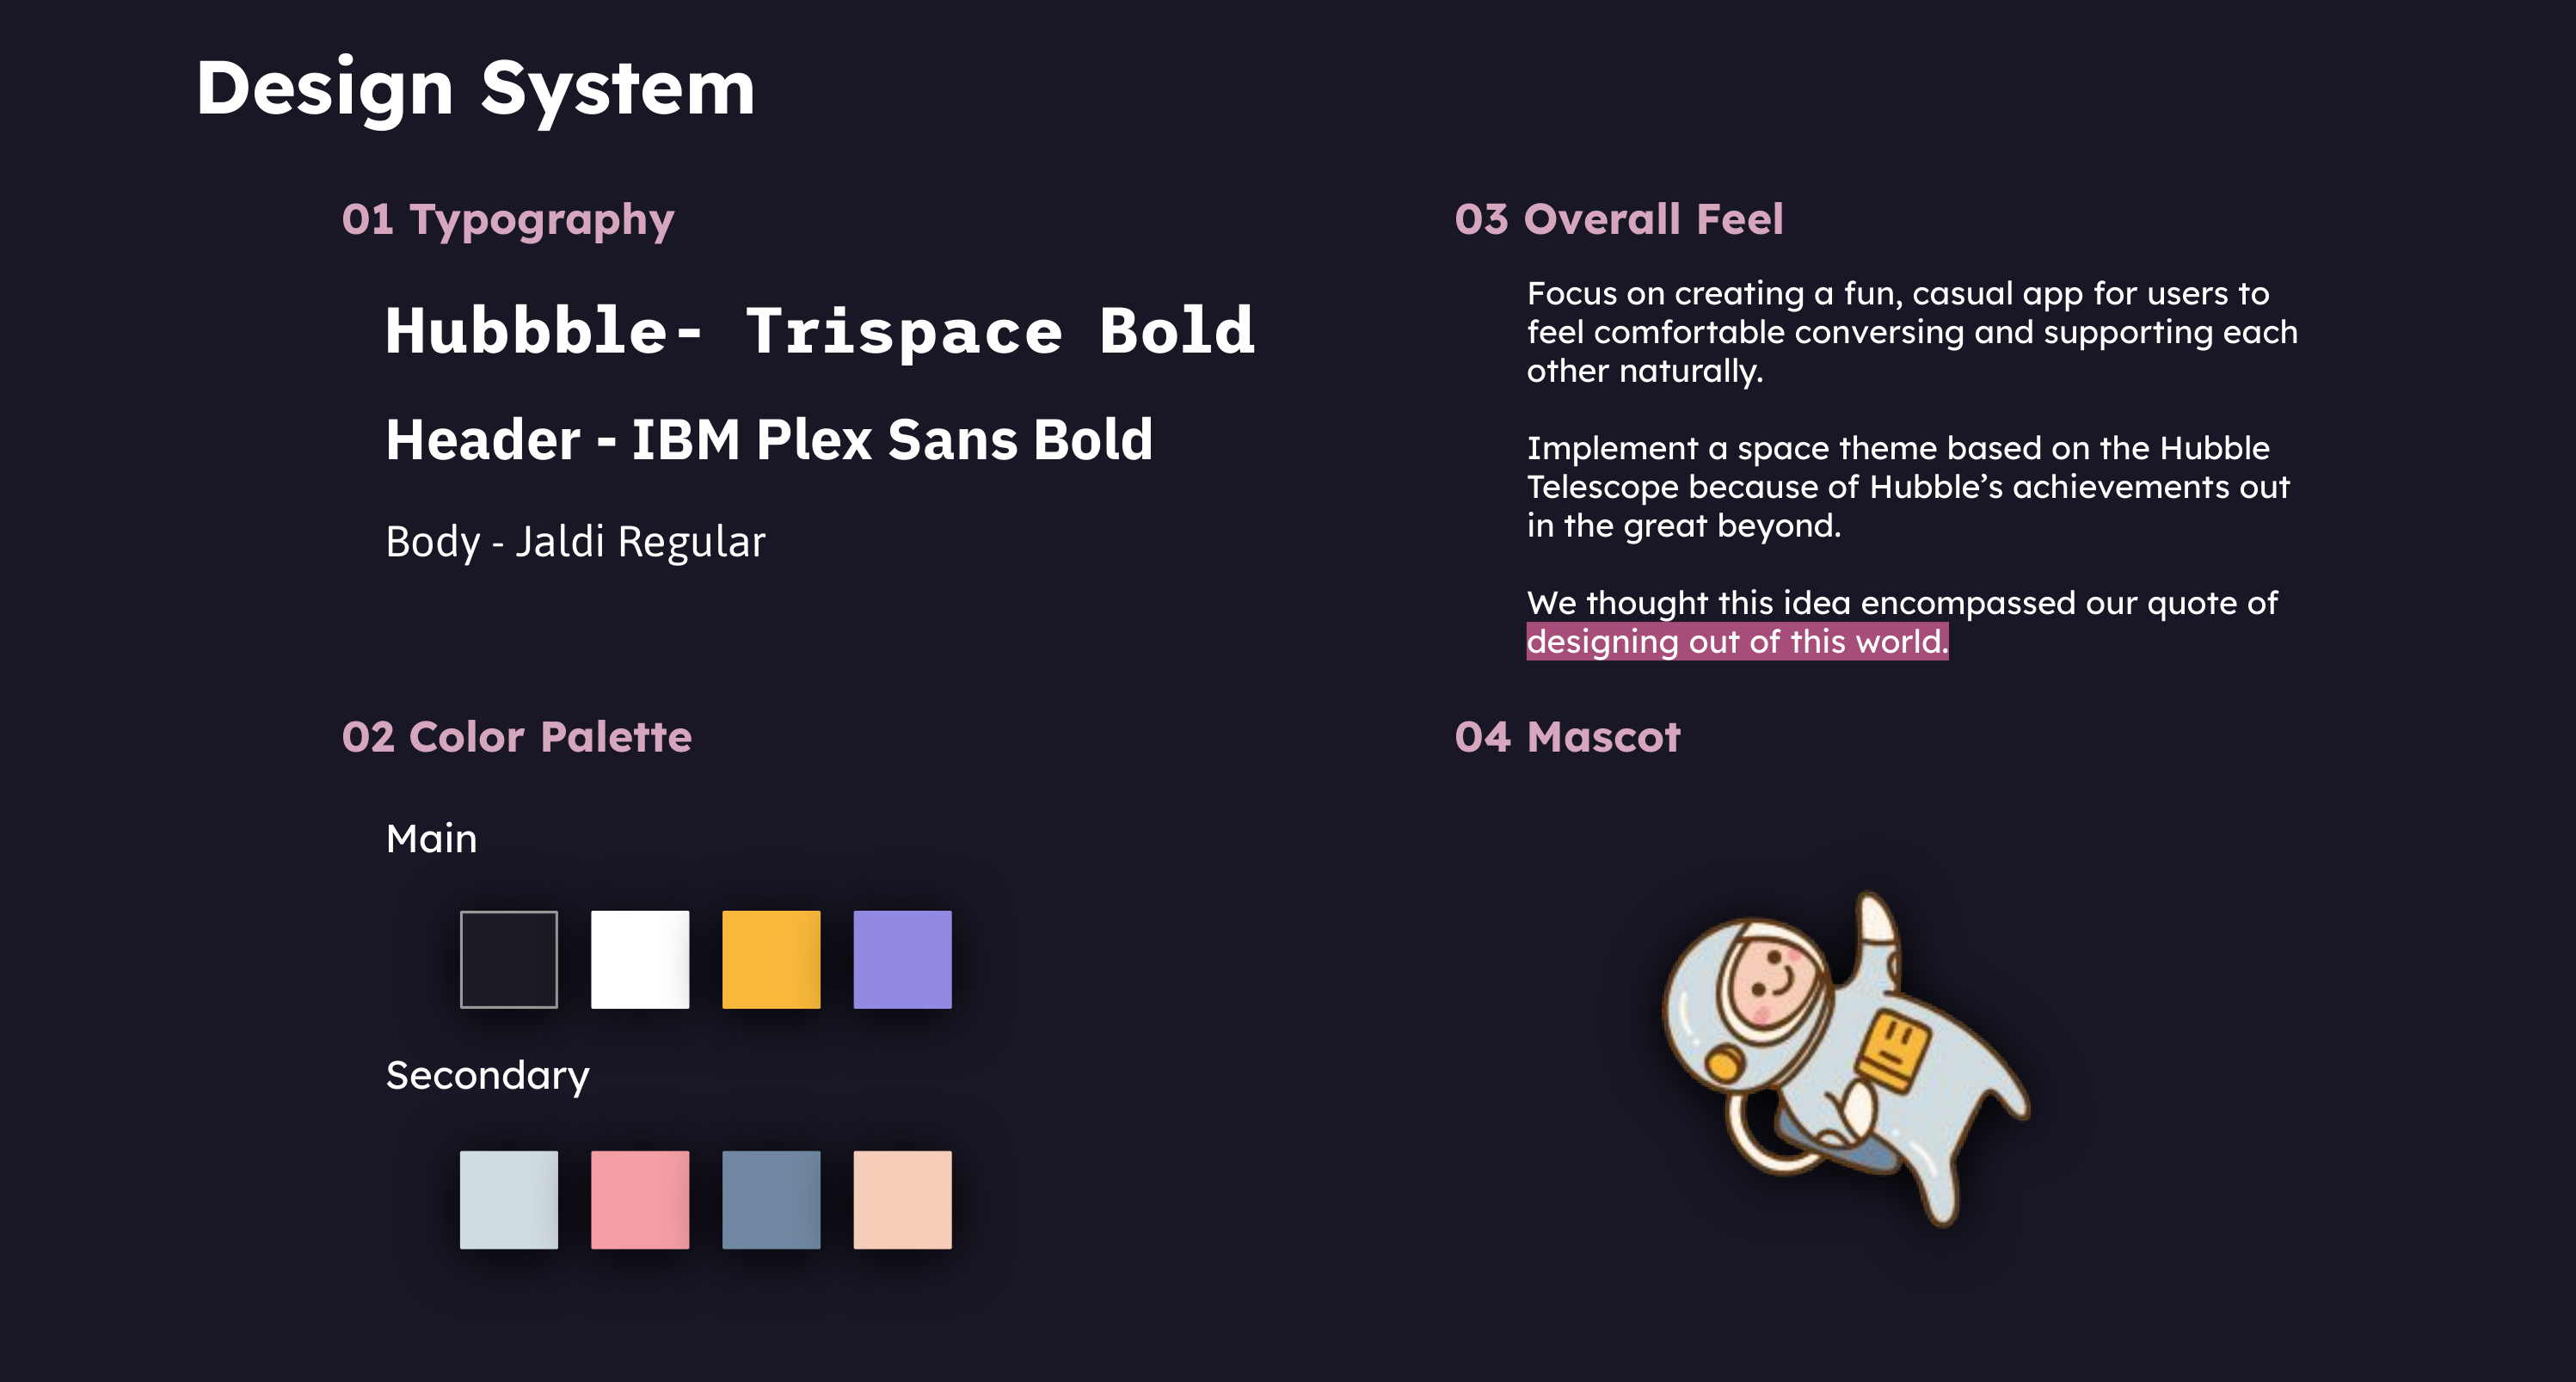 Design System
01 Typography
Hubbble- Trispace Bold
Header - IBM Plex Sans Bold
Body - Jaldi Regular
02 Color Palette
Main
Secondary
03 Overall Feel
Focus on creating a fun, casual app for users to
feel comfortable conversing and supporting each
other naturally.
Implement a space theme based on the Hubble
Telescope because of Hubble’s achievements out
in the great beyond.
We thought this idea encompassed our quote of
designing out of this world.
04 Mascot